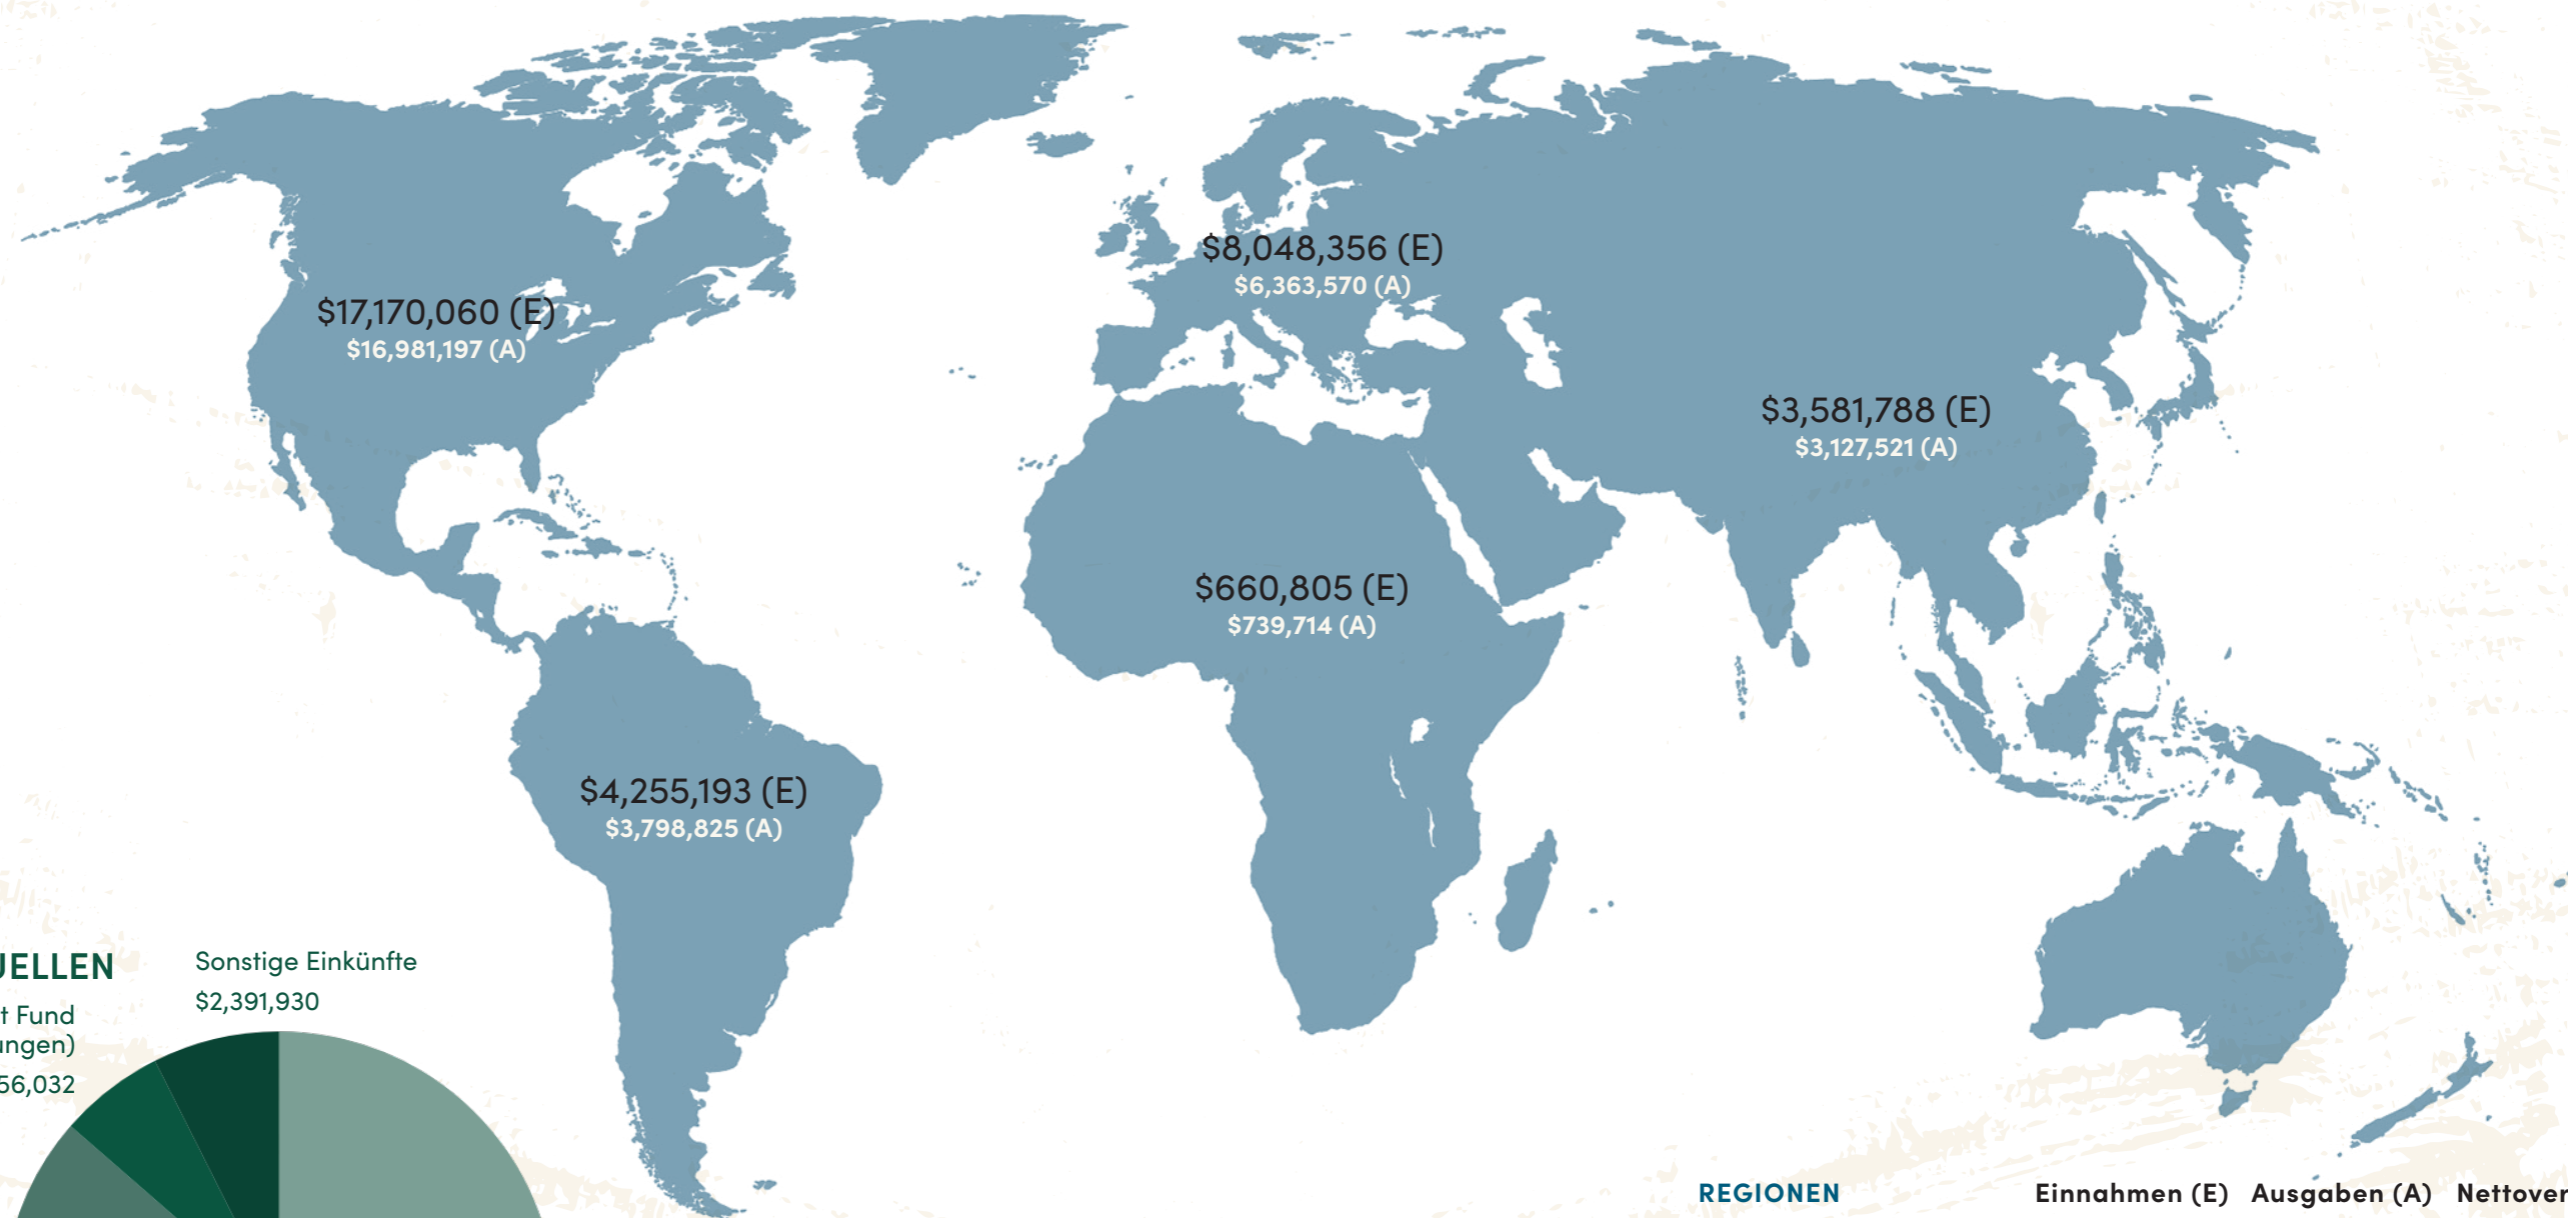 $8,048,356 (E)
$6,363,570 (A)
$17,170,060 (E)
$16,981,197 (A)
$3,581,788 (E)
$3,127,521 (A)
$660,805 (E)
$739,714 (A)
$4,255,193 (E)
$3,798,825 (A)
UELLEN
t Fund
ungen)
56,032
Sonstige Einkünfte
$2,391,930
REGIONEN Einnahmen (E) Ausgaben (A) Nettover